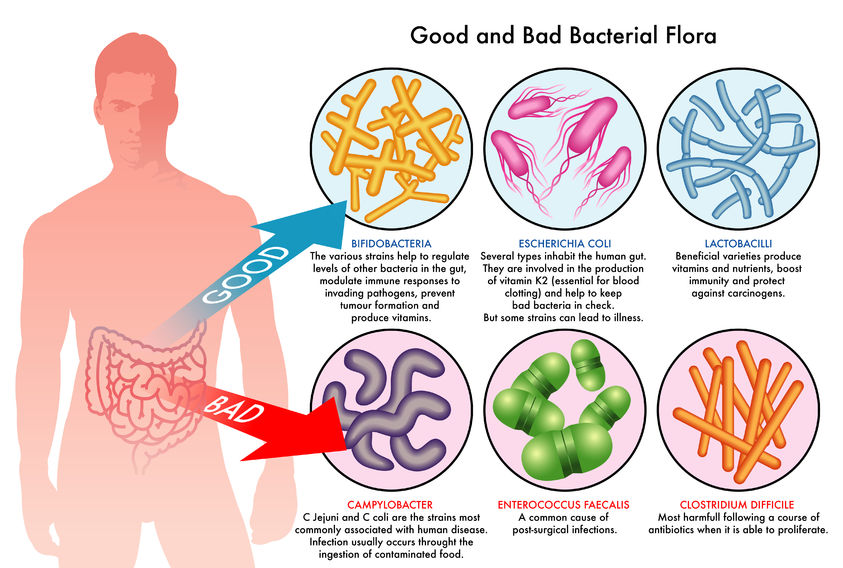 Good and Bad Bacterial Flora
GOOD
BIFIDOBACTERIA
The various strains help to regulate
levels of other bacteria in the gut,
modulate immune responses to
invading pathogens, prevent
tumour formation and
produce vitamins.
ESCHERICHIA COLI
Several types inhabit the human gut.
They are involved in the production
of vitamin K2 (essential for blood
clotting) and help to keep
bad bacteria in check.
But some strains can lead to illness.
LACTOBACILLI
Beneficial varieties produce
vitamins and nutrients, boost
immunity and protect
against carcinogens.
BAD
CAMPYLOBACTER
C Jejuni and C coli are the strains most
commonly associated with human disease.
Infection usually occurs throught the
ingestion of contaminated food.
ENTEROCOCCUS FAECALIS
A common cause of
post-surgical infections.
CLOSTRIDIUM DIFFICILE
Most harmfull following a course of
antibiotics when it is able to proliferate.